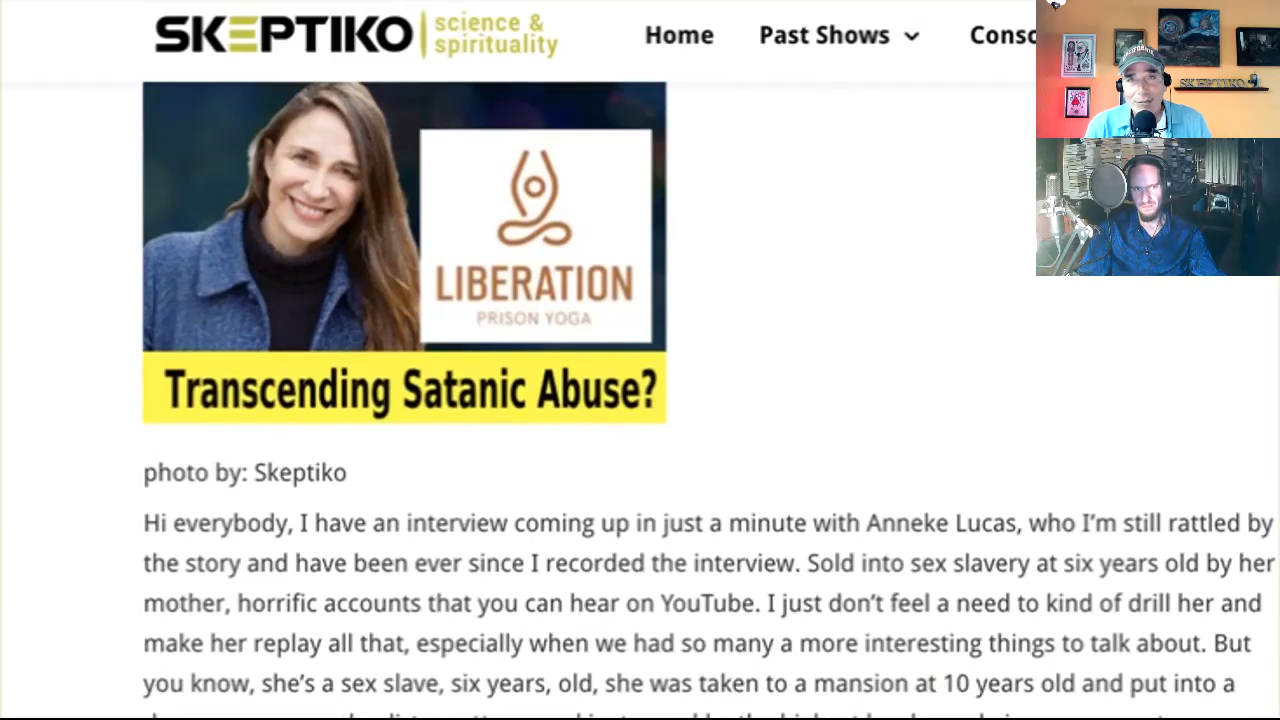 SKEPTIKO
science &
spirituality
Home
Past Shows
Consc
LIBERATION
PRISON YOGA
Transcending Satanic Abuse?
photo by: Skeptiko
Hi everybody, I have an interview coming up in just a minute with Anneke Lucas, who I'm still rattled by
the story and have been ever since I recorded the interview. Sold into sex slavery at six years old by her
mother, horrific accounts that you can hear on YouTube. I just don't feel a need to kind of drill her and
make her replay all that, especially when we had so many a more interesting things to talk about. But
you know, she's a sex slave, six years, old, she was taken to a mansion at 10 years old and put into a
CALIFORNIA
SKEPTIKO